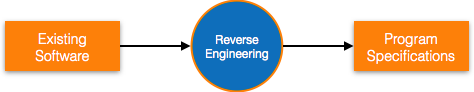 Existing
Software
Reverse
Engineering
Program
Specifications